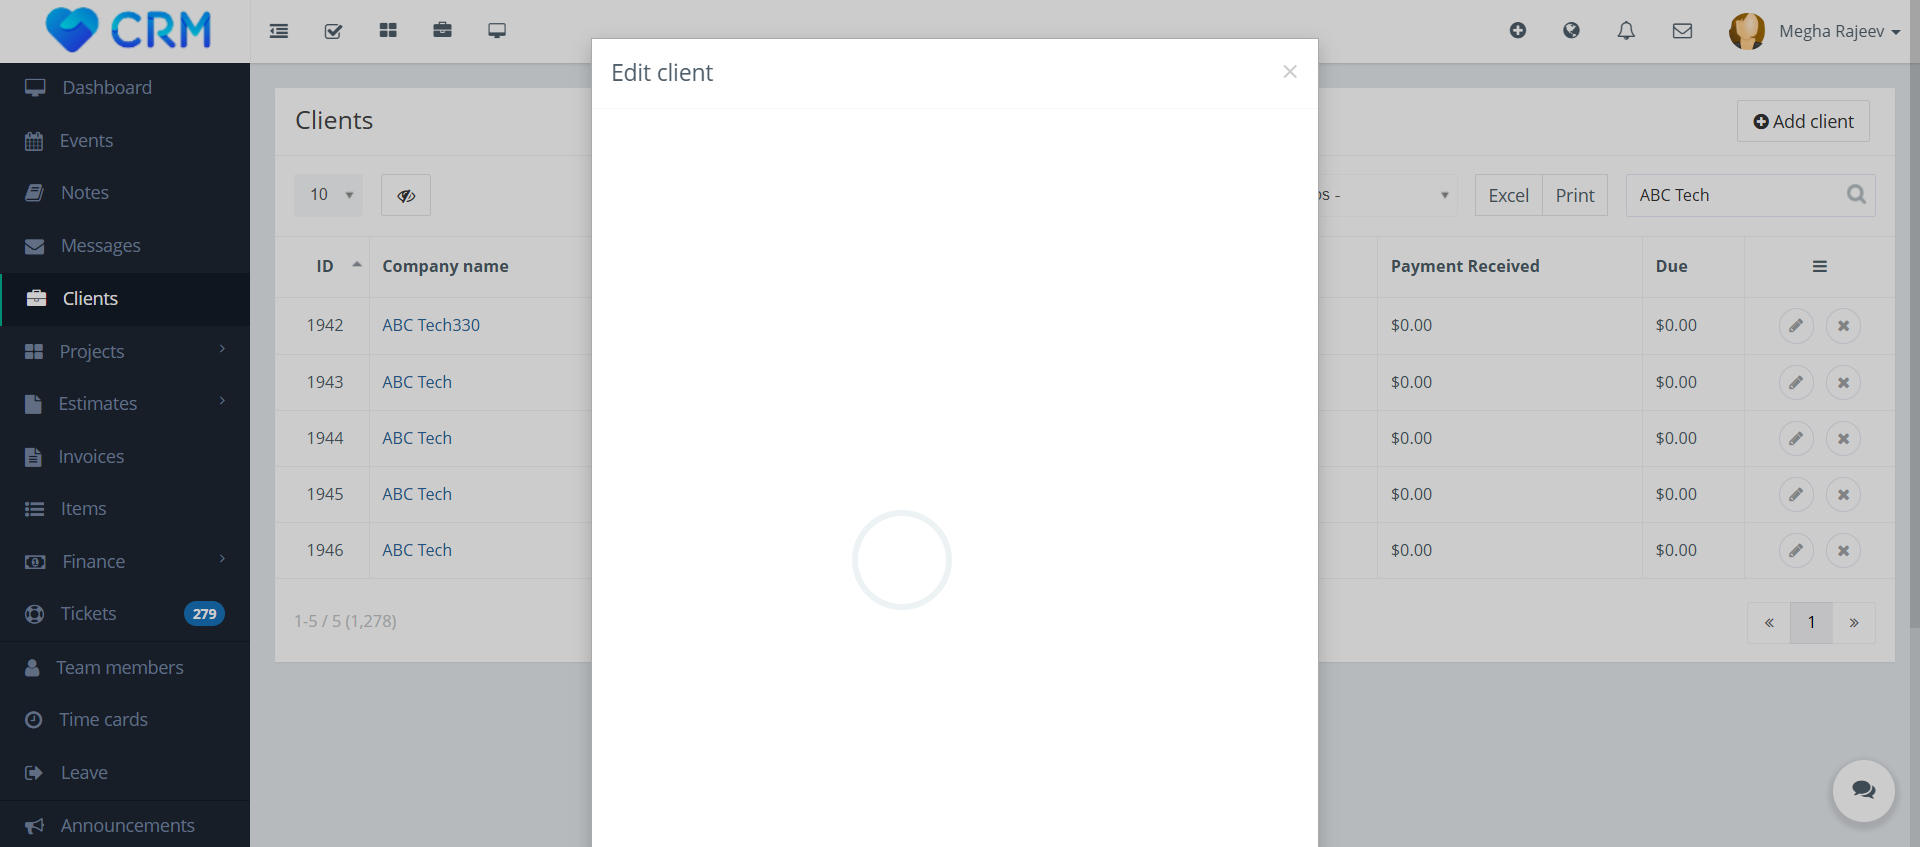 CRM
Megha Rajeev
Dashboard
Events
Notes
Messages
Clients
Projects
Estimates
Invoices
Items
Finance
Tickets 279
Team members
Time cards
Leave
Announcements
Edit client ×
Clients
Add client
10
- Excel Print ABC Tech
ID Company name Payment Received Due
1942 ABC Tech330 $0.00 $0.00
1943 ABC Tech $0.00 $0.00
1944 ABC Tech $0.00 $0.00
1945 ABC Tech $0.00 $0.00
1946 ABC Tech $0.00 $0.00
1-5 / 5 (1,278) « 1 »